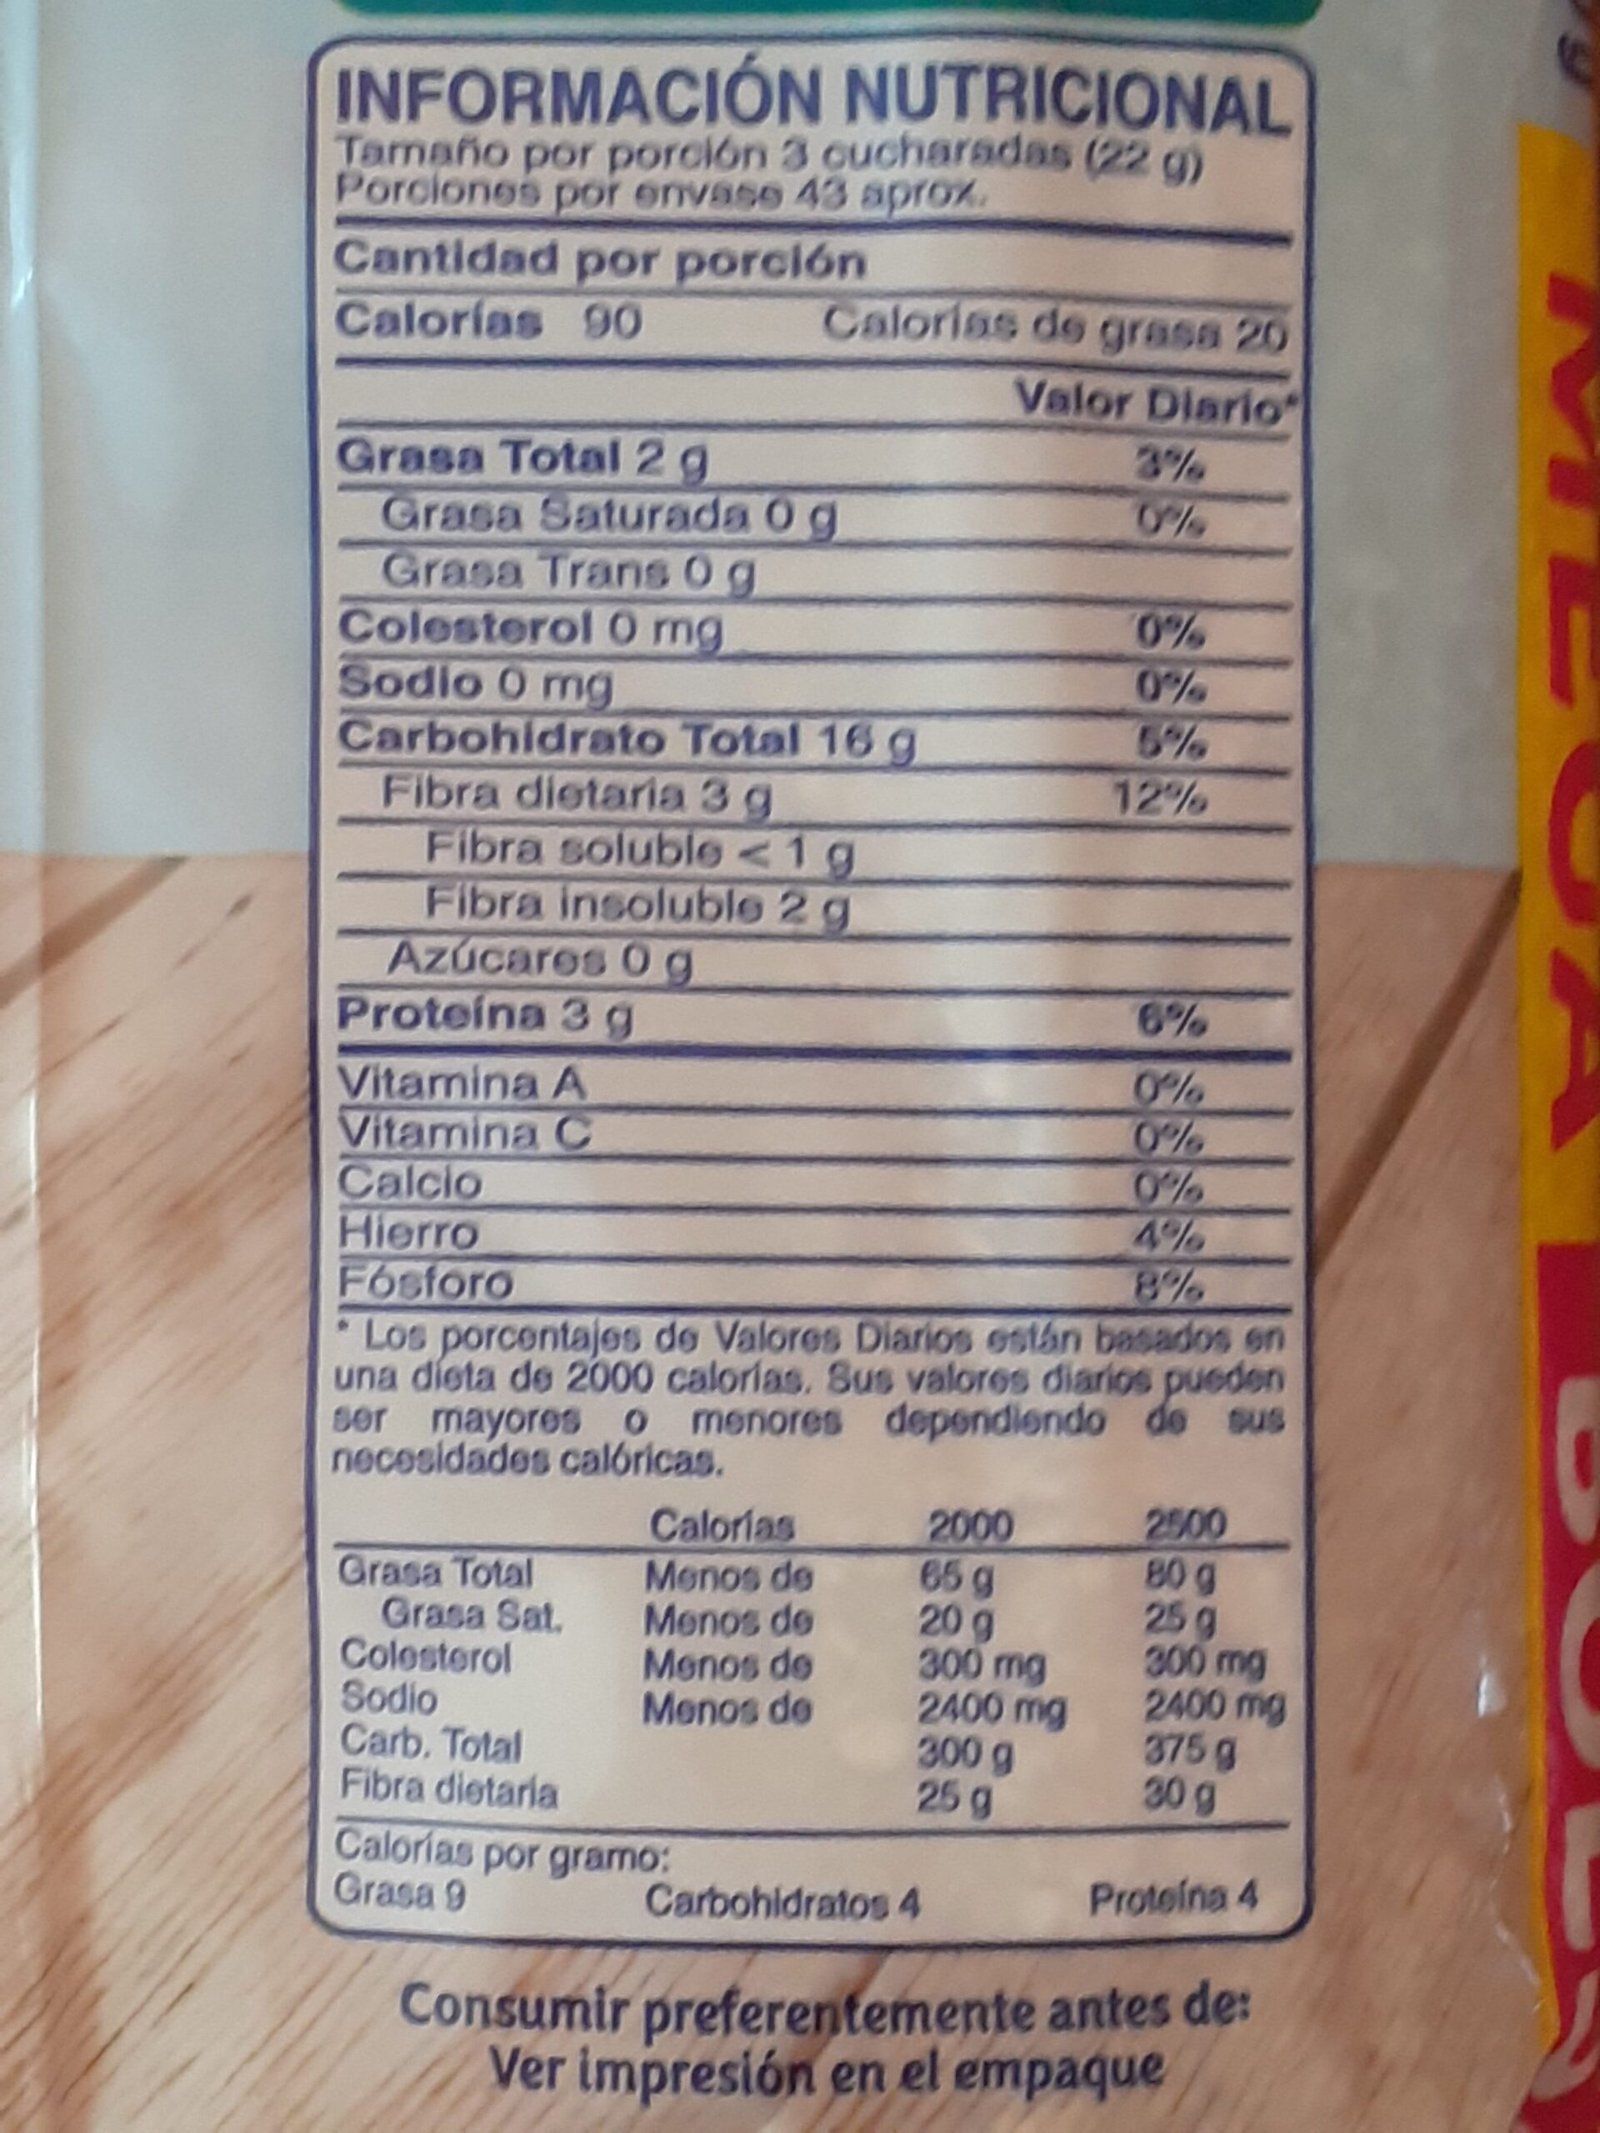 INFORMACIÓN NUTRICIONAL
Tamaño por porción 3 cucharadas (22 g)
Porciones por envase 43 aprox.
Cantidad por porción
Calorías 90 Calorías de grasa 20
Valor Diario*
Grasa Total 2 g 3%
Grasa Saturada 0 g 0%
Grasa Trans 0 g
Colesterol 0 mg 0%
Sodio 0 mg 0%
Carbohidrato Total 16 g 5%
Fibra dietaria 3 g 12%
Fibra soluble < 1 g
Fibra insoluble 2 g
Azúcares 0 g
Proteína 3 g 6%
Vitamina A 0%
Vitamina C 0%
Calcio 0%
Hierro 4%
Fósforo 8%
* Los porcentajes de Valores Diarios están basados en
una dieta de 2000 calorías. Sus valores diarios pueden
ser mayores o menores dependiendo de sus
necesidades calóricas.
Calorías 2000 2500
Grasa Total Menos de 65 g 80 g
Grasa Sat. Menos de 20 g 25 g
Colesterol Menos de 300 mg 300 mg
Sodio Menos de 2400 mg 2400 mg
Carb. Total 300 g 375 g
Fibra dietaria 25 g 30 g
Calorías por gramo:
Grasa 9 Carbohidratos 4 Proteína 4
Consumir preferentemente antes de:
Ver impresión en el empaque